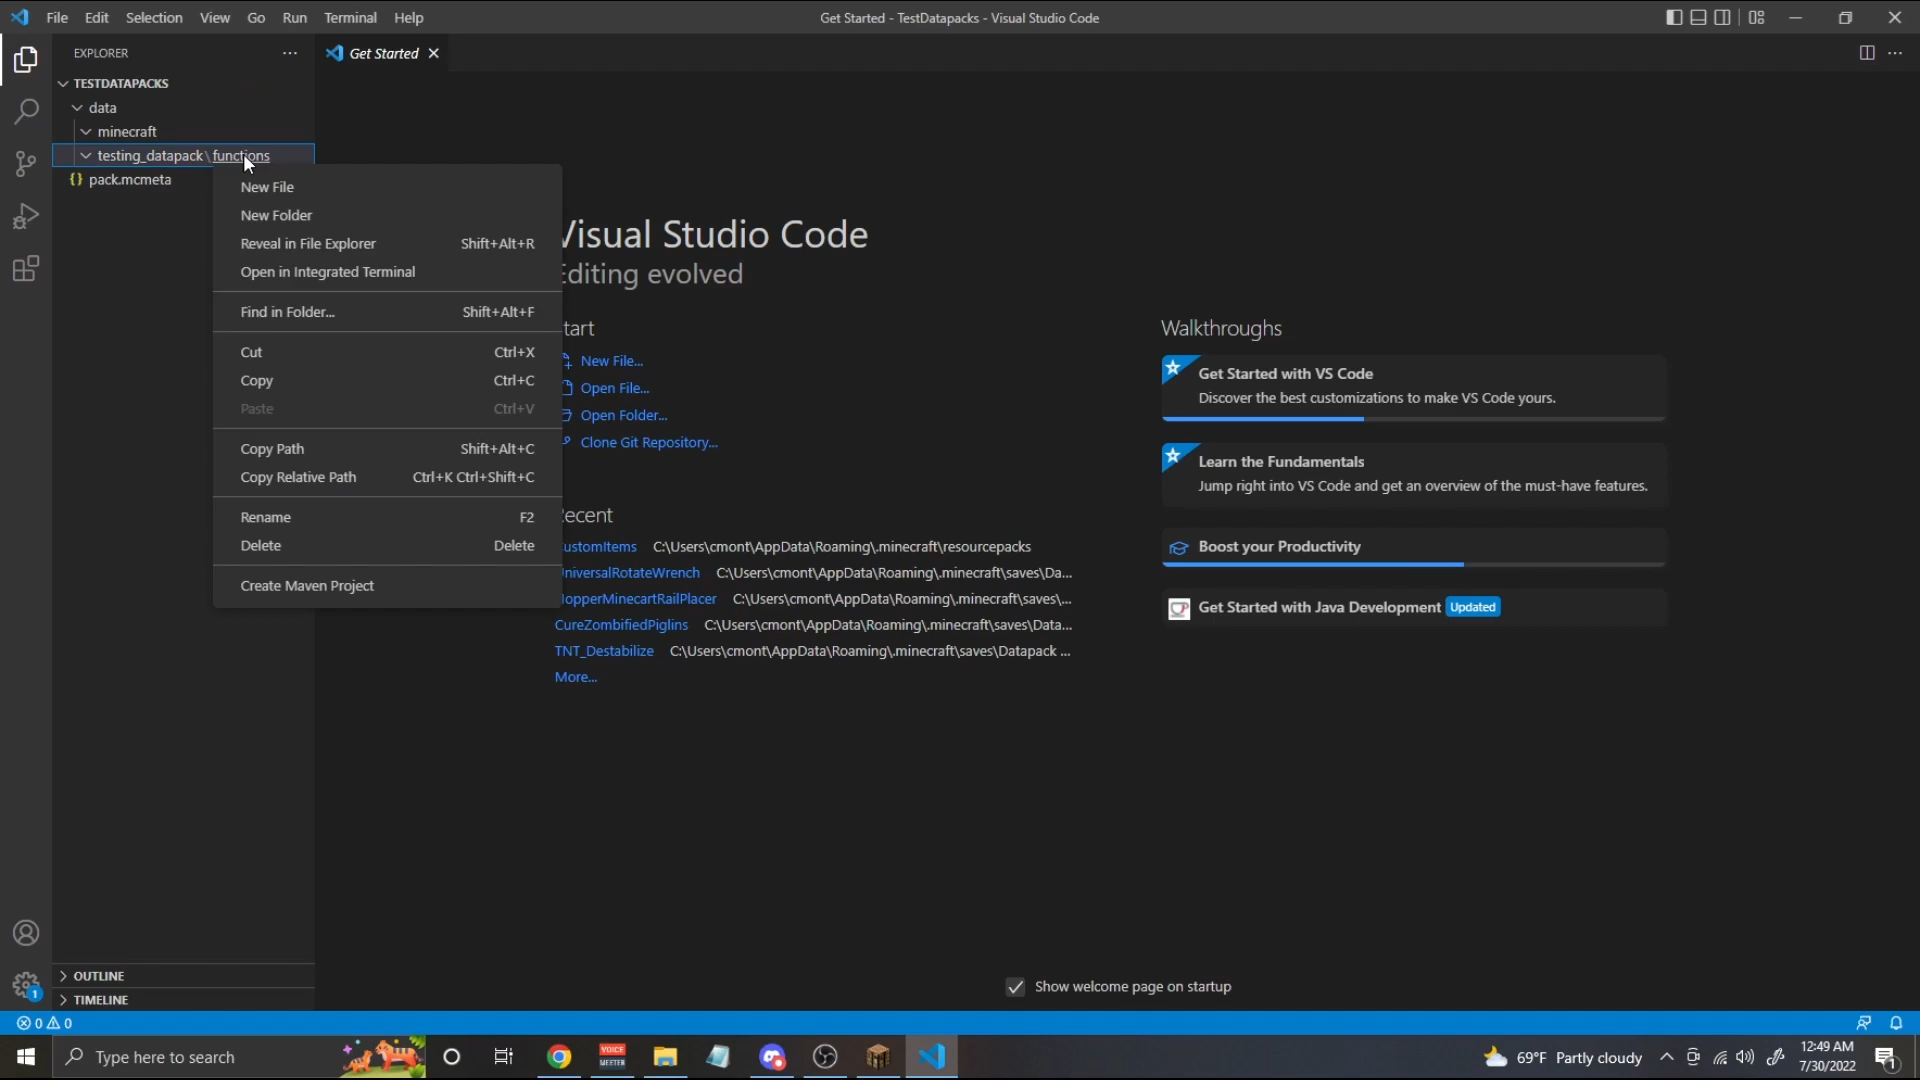 File Edit Selection View Go Run Terminal Help
Get Started - TestDatapacks - Visual Studio Code
EXPLORER
Get Started
TESTDATAPACKS
data
minecraft
testing_datapack\functions
pack.mcmeta
New File
New Folder
Reveal in File Explorer Shift+Alt+R
Open in Integrated Terminal
Find in Folder... Shift+Alt+F
Cut Ctrl+X
Copy Ctrl+C
Paste Ctrl+V
Copy Path Shift+Alt+C
Copy Relative Path Ctrl+K Ctrl+Shift+C
Rename F2
Delete Delete
Create Maven Project
Visual Studio Code
Editing evolved
tart
New File...
Open File...
Open Folder...
Clone Git Repository...
Recent
ustomItems C:\Users\cmont\AppData\Roaming\.minecraft\resourcepacks
niversalRotateWrench C:\Users\cmont\AppData\Roaming\.minecraft\saves\Da...
opperMinecartRailPlacer C:\Users\cmont\AppData\Roaming\.minecraft\saves\...
CureZombifiedPiglins C:\Users\cmont\AppData\Roaming\.minecraft\saves\Data...
TNT_Destabilize C:\Users\cmont\AppData\Roaming\.minecraft\saves\Datapack ...
More...
Walkthroughs
Get Started with VS Code
Discover the best customizations to make VS Code yours.
Learn the Fundamentals
Jump right into VS Code and get an overview of the must-have features.
Boost your Productivity
Get Started with Java Development Updated
Show welcome page on startup
OUTLINE
1
TIMELINE
0 0
Type here to search
VOICE
MEETER
69°F Partly cloudy
12:49 AM
7/30/2022
1